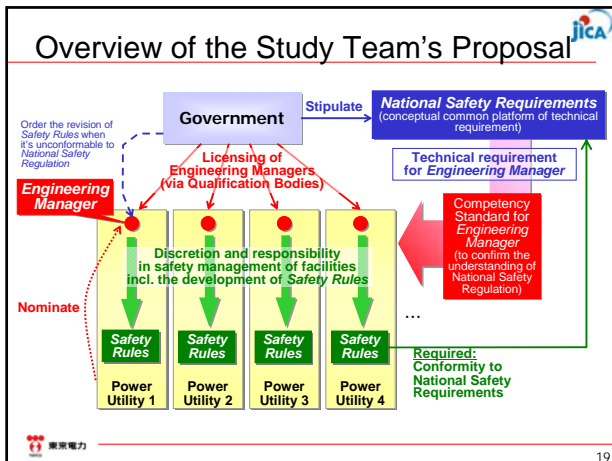 Overview of the Study Team's Proposal
jICA
Order the revision of
Safety Rules when
it's unconformable to
National Safety
Regulation
Government
Stipulate
National Safety Requirements
(conceptual common platform of technical
requirement)
Licensing of
Engineering Managers
(via Qualification Bodies)
Technical requirement
for Engineering Manager
Engineering
Manager
Competency
Standard for
Engineering
Manager
(to confirm the
understanding of
National Safety
Regulation)
Discretion and responsibility
in safety management of facilities
incl. the development of Safety Rules
Nominate
...
Safety
Rules
Safety
Rules
Safety
Rules
Safety
Rules
Required:
Conformity to
National Safety
Requirements
Power
Utility 1
Power
Utility 2
Power
Utility 3
Power
Utility 4
TEPCO
東京電力
19